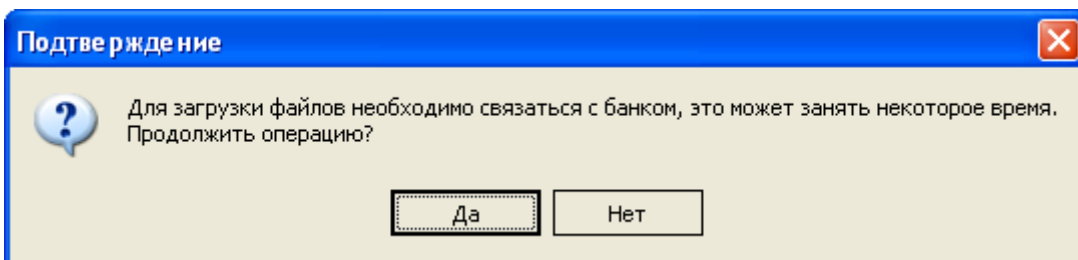 Подтверждение
Для загрузки файлов необходимо связаться с банком, это может занять некоторое время.
Продолжить операцию?
Да Нет